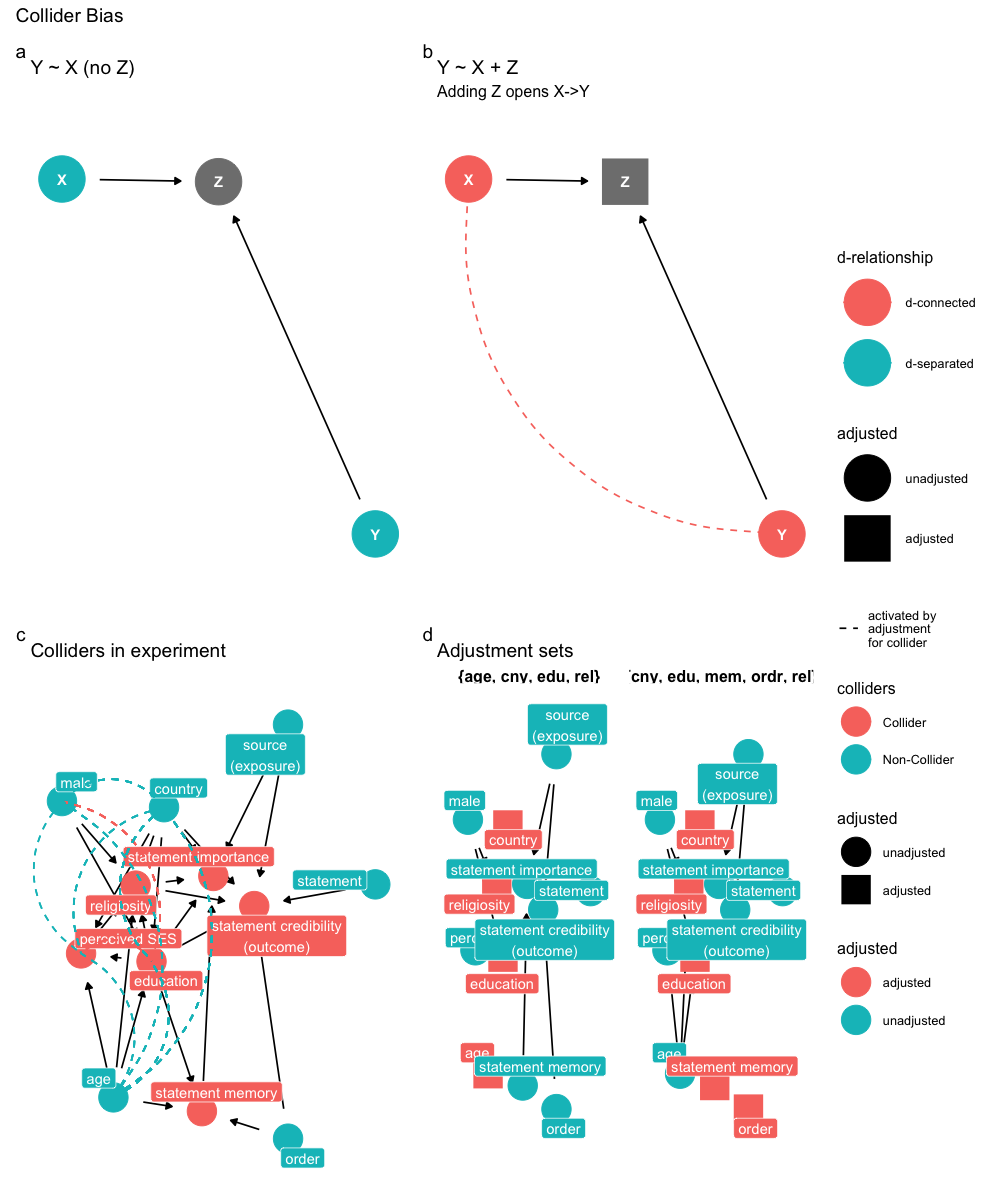 Collider Bias
a
Y ~ X (no Z)
X
Z
Y
b
Y ~ X + Z
Adding Z opens X->Y
X
Z
Y
d-relationship
d-connected
d-separated
adjusted
unadjusted
adjusted
activated by
adjustment
for collider
colliders
Collider
Non-Collider
adjusted
unadjusted
adjusted
adjusted
adjusted
unadjusted
c
Colliders in experiment
source
(exposure)
male
country
statement importance
statement
religiosity
statement credibility
(outcome)
percived SES
education
age
statement memory
order
d
Adjustment sets
{age, cny, edu, rel}
source
(exposure)
male
country
statement importance
statement
religiosity
statement credibility
(outcome)
education
age
statement memory
order
cny, edu, mem, ordr, rel}
source
(exposure)
male
country
statement importance
statement
religiosity
statement credibility
(outcome)
education
age
statement memory
order